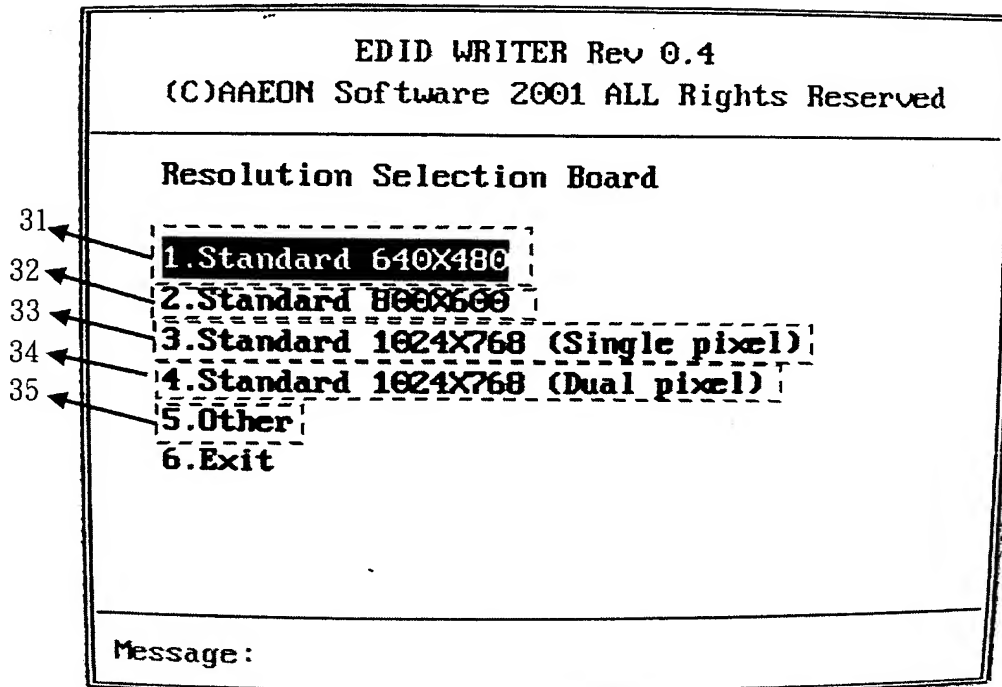 EDID WRITER Rev 0.4
(C)AAEON Software 2001 ALL Rights Reserved
Resolution Selection Board
31
1.Standard 640X480
32
2.Standard 800X600
33
3.Standard 1024X768 (Single pixel)
34
4.Standard 1024X768 (Dual pixel)
35
5.Other
6.Exit
Message: